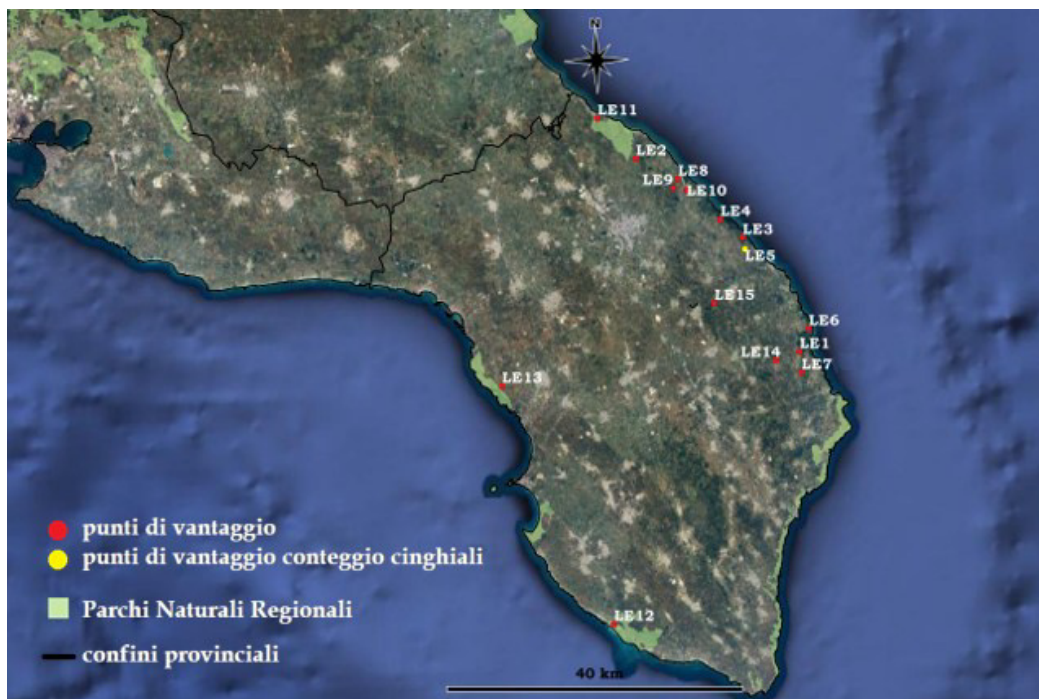 N
LE11
LE2
LE8
LE9
LE10
LE4
LE3
LE5
LE15
LE6
LE1
LE14
LE7
LE13
punti di vantaggio
punti di vantaggio conteggio cinghiali
Parchi Naturali Regionali
LE12
confini provinciali
40 km